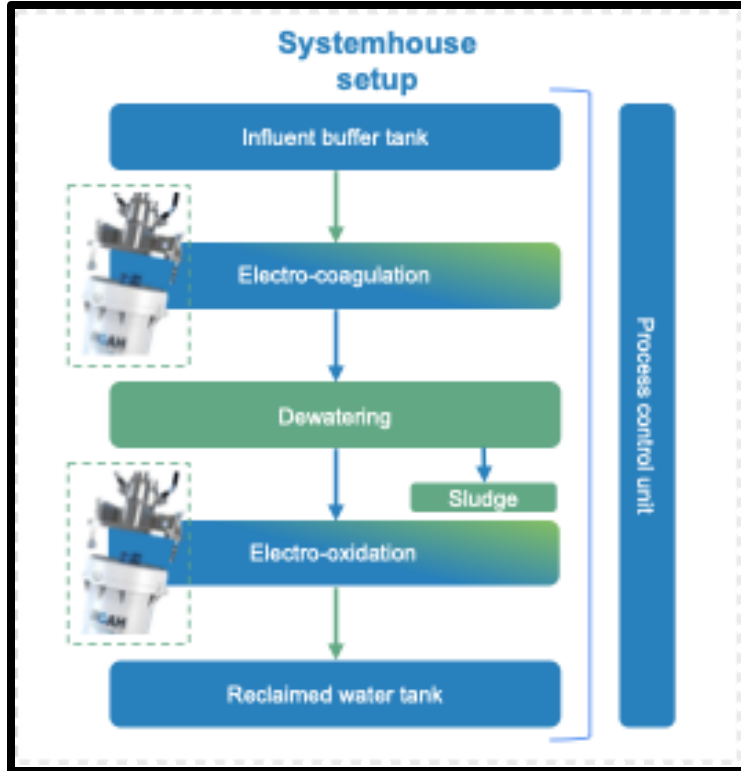 Systemhouse
setup
Influent buffer tank
Electro-coagulation
Dewatering
Sludge
Electro-oxidation
Reclaimed water tank
Process control unit